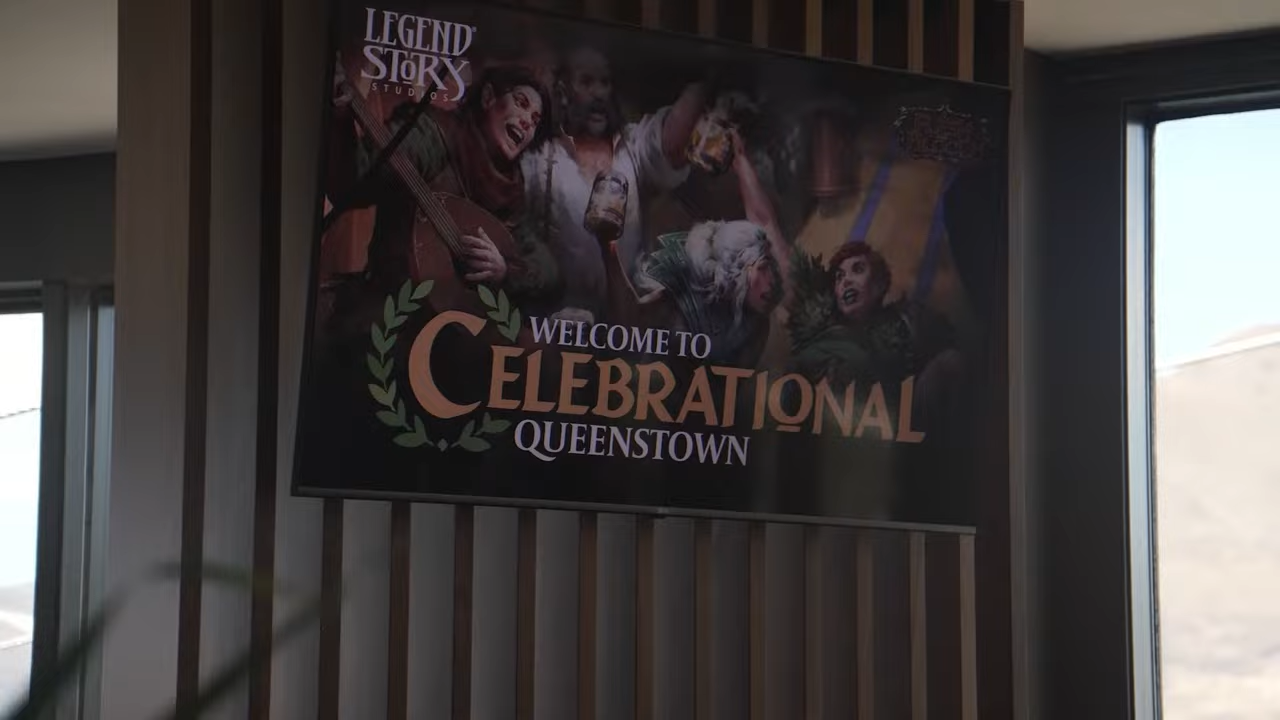 LEGEND
STORY
STUDIOS
WELCOME TO
CELEBRATIONAL
QUEENSTOWN